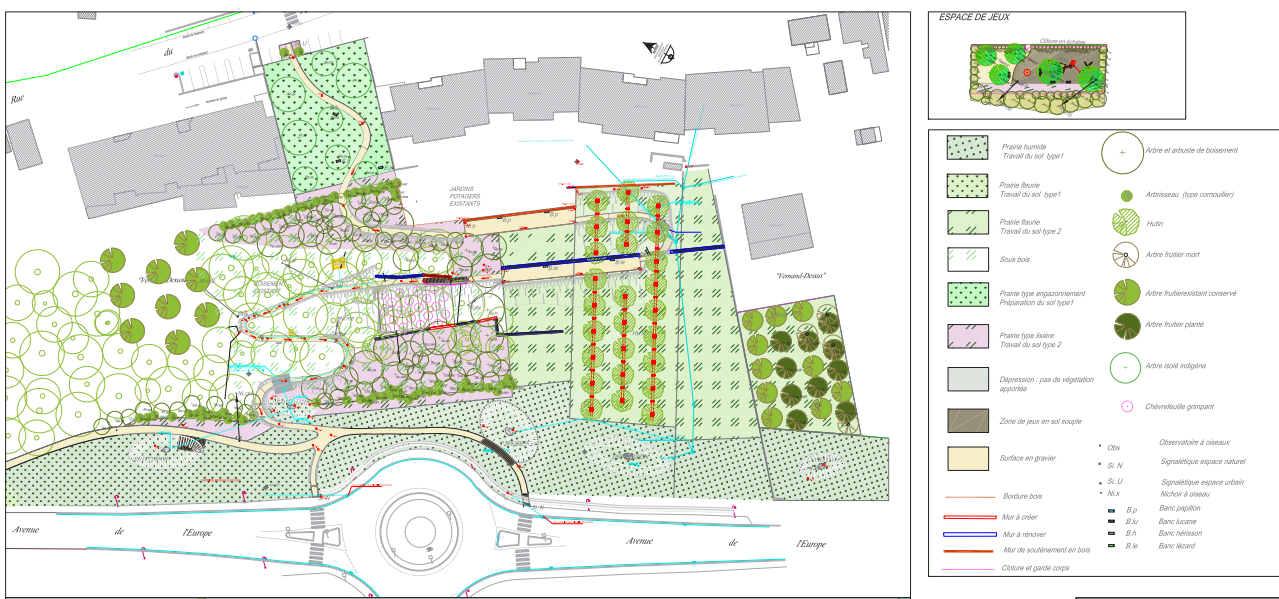 du
Rue
JARDINS
POTAGERS
EXISTANTS
B.p
B.le
B.le
"Vernand-Dessus"
Avenue
de
l'Europe
Avenue
de
l'Europe
ESPACE DE JEUX
Clôture en échalas
Prairie humide
Travail du sol type1
Prairie fleurie
Travail du sol type1
Prairie fleurie
Travail du sol type 2
Sous bois
Prairie type engazonnement
Préparation du sol type1
Prairie type lisière
Travail du sol type 2
Dépression : pas de végétation
apportée
Zone de jeux en sol souple
Surface en gravier
Bordure bois
Mur à créer
Mur à rénover
Mur de soutènement en bois
Cloture et garde corps
Arbre et arbuste de boisement
Arbrisseau (type cornouiller)
Hutin
Arbre fruitier mort
Arbre fruitierexistant conservé
Arbre fruitier planté
Arbre isolé indigène
Chèvrefeuille grimpant
Obs Observatoire à oiseaux
Si. N Signalétique espace naturel
Si. U Signalétique espace urbain
Ni.x Nichoir à oiseau
B.p Banc papillon
B.lu Banc lucane
B.h Banc hérisson
B.le Banc lézard